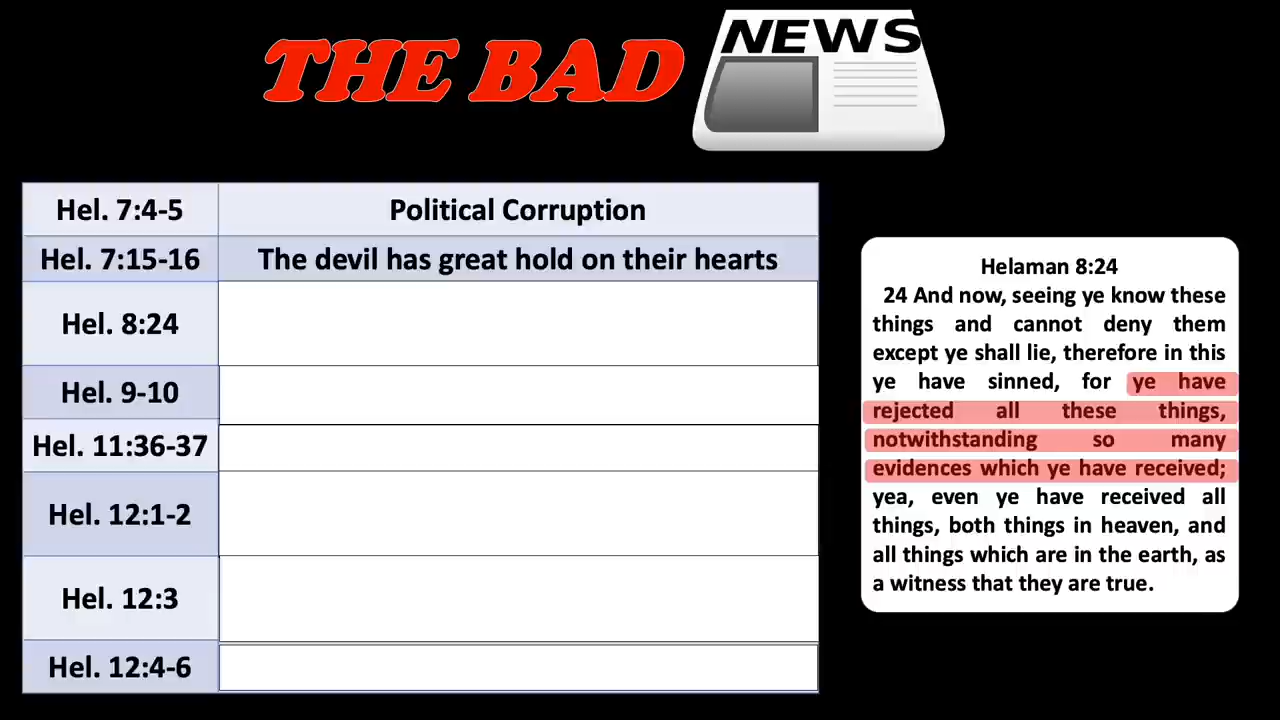 THE BAD
NEWS
Hel. 7:4-5 Political Corruption
Hel. 7:15-16 The devil has great hold on their hearts
Hel. 8:24
Hel. 9-10
Hel. 11:36-37
Hel. 12:1-2
Hel. 12:3
Hel. 12:4-6
Helaman 8:24
24 And now, seeing ye know these
things and cannot deny them
except ye shall lie, therefore in this
ye have sinned, for ye have
rejected all these things,
notwithstanding so many
evidences which ye have received;
yea, even ye have received all
things, both things in heaven, and
all things which are in the earth, as
a witness that they are true.